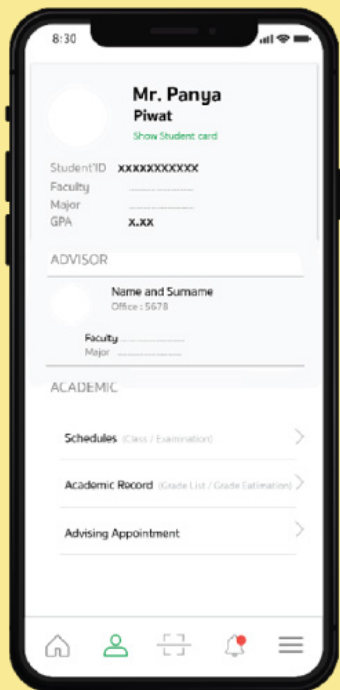 8:30
Mr. Panya
Piwat
Show Student card
Student'ID xxxxxxxxxxx
Faculty
Major
GPA x.xx
ADVISOR
Name and Surname
Office : 5678
Faculty
Major
ACADEMIC
Schedules (Class / Examination)
Academic Record (Grade List / Grade Estimation)
Advising Appointment